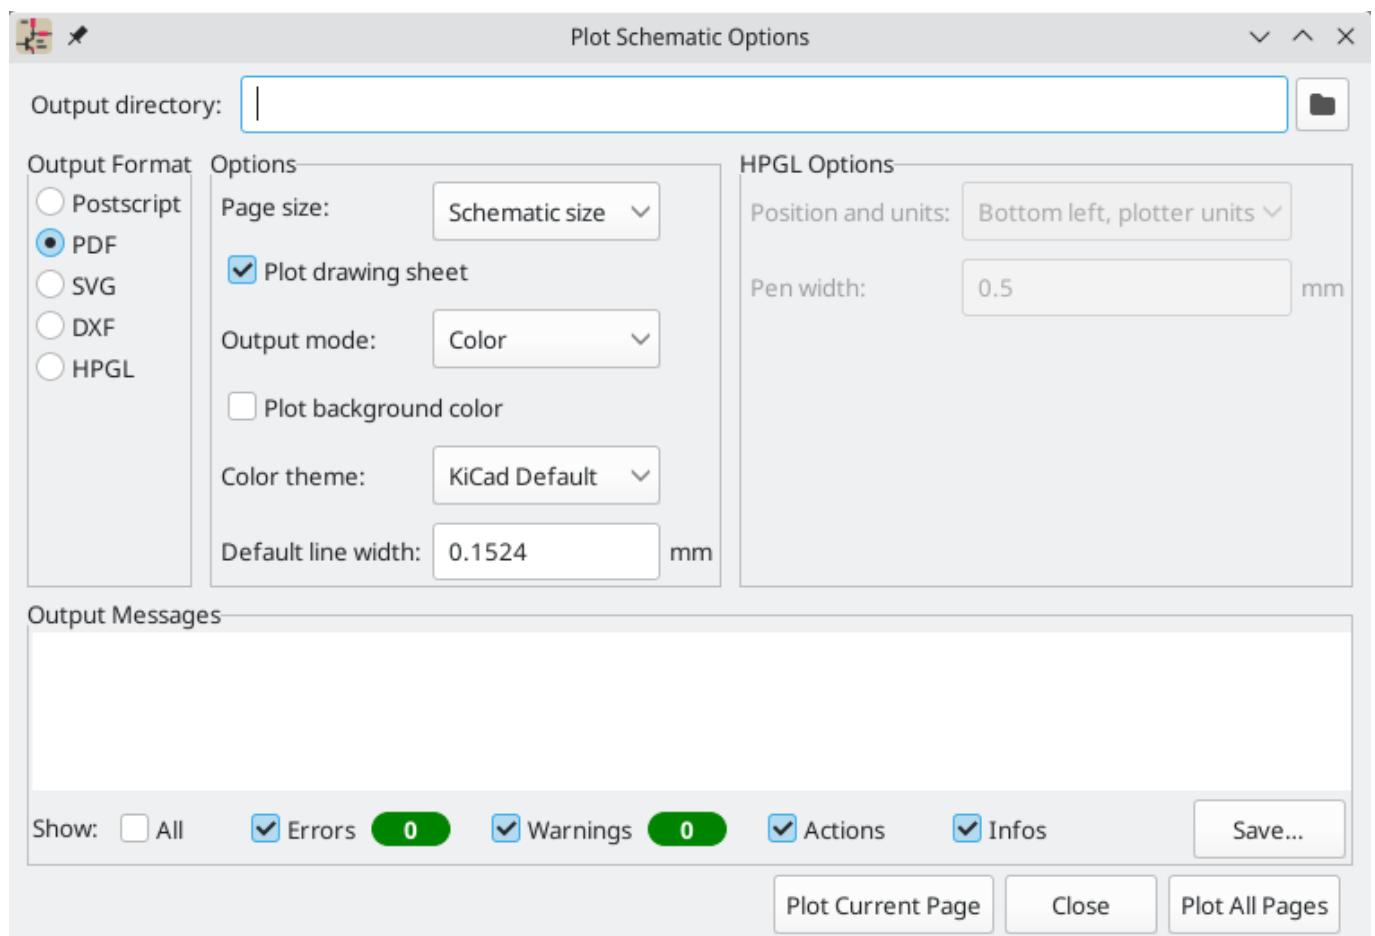 Plot Schematic Options
Output directory:
Output Format
Postscript
PDF
SVG
DXF
HPGL
Options
Page size: Schematic size
Plot drawing sheet
Output mode: Color
Plot background color
Color theme: KiCad Default
Default line width: 0.1524 mm
HPGL Options
Position and units: Bottom left, plotter units
Pen width: 0.5 mm
Output Messages
Show: All Errors 0 Warnings 0 Actions Infos Save...
Plot Current Page Close Plot All Pages